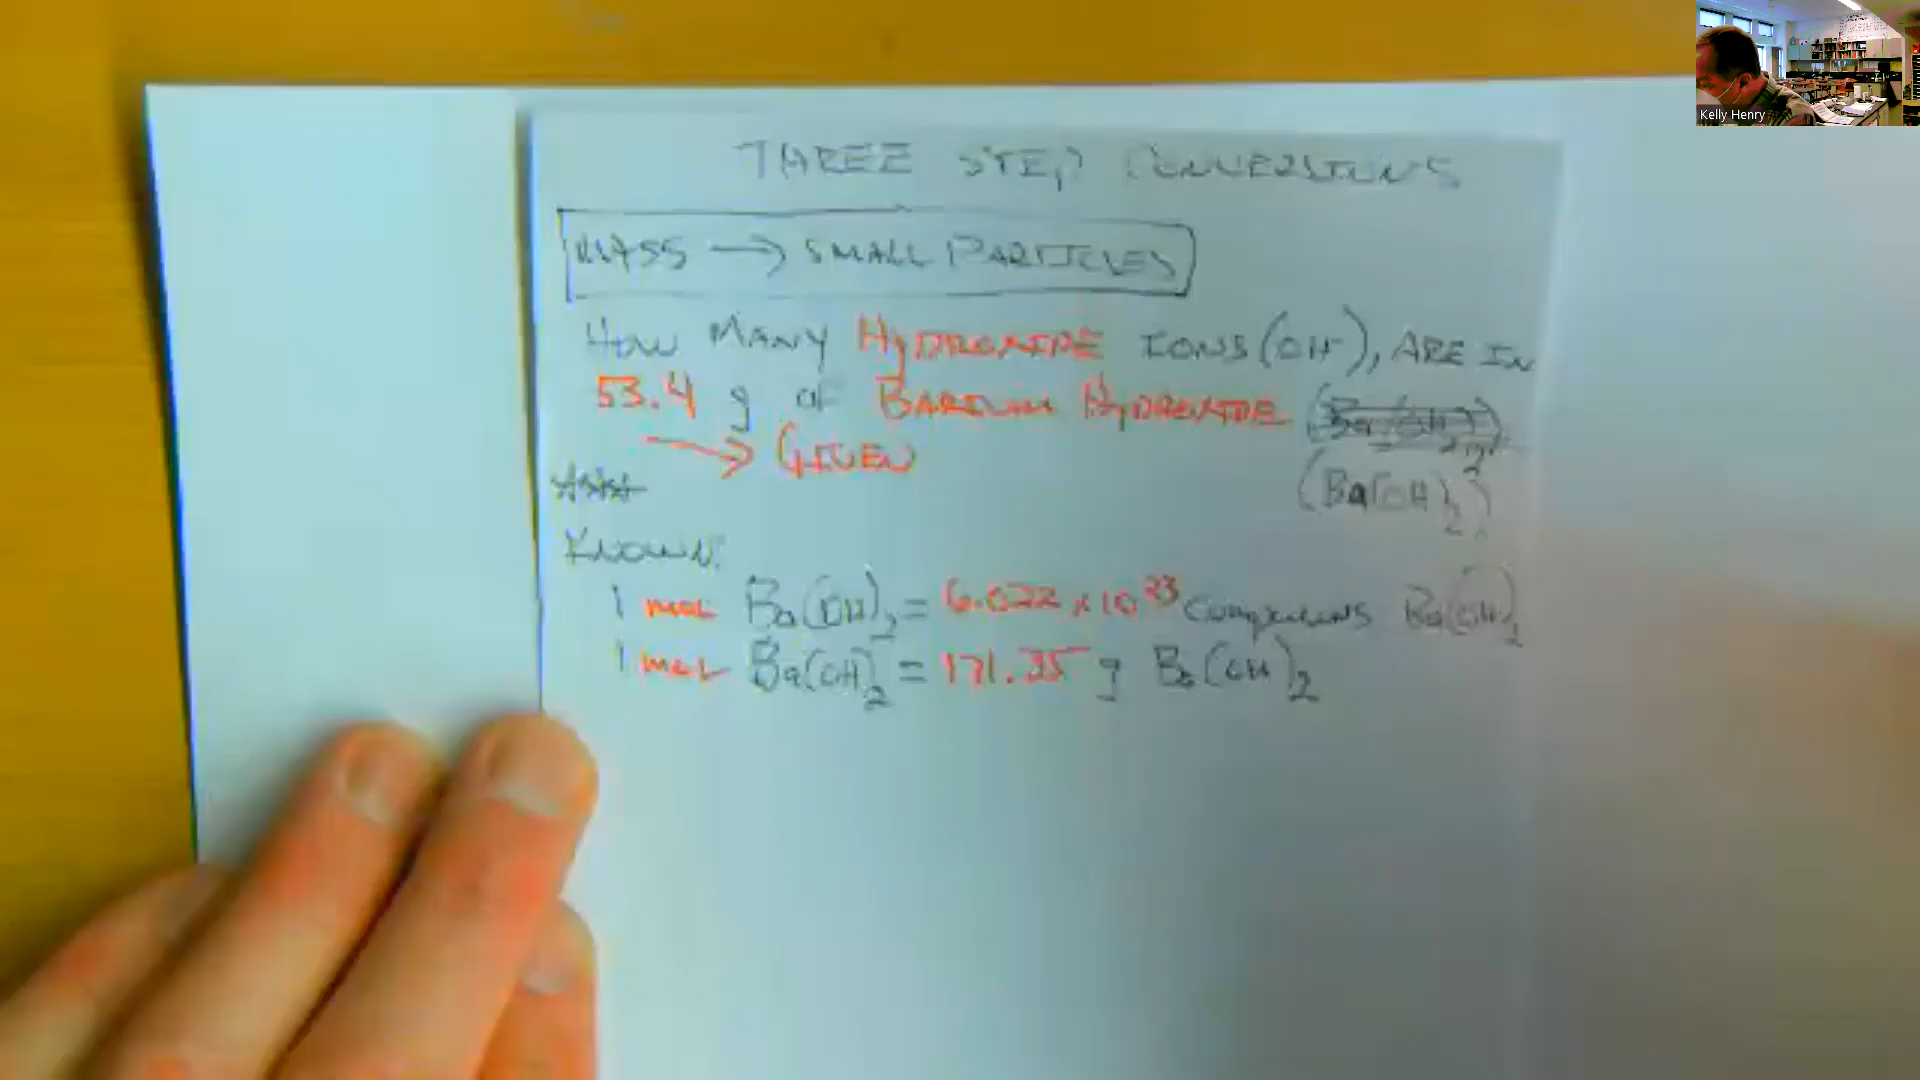 THREE STEP CONVERSIONS
MASS → SMALL PARTICLES
HOW MANY HYDROXIDE IONS (OH⁻), ARE IN
53.4 g of BARIUM HYDROXIDE
(Ba(OH)₂)
→ GIVEN
KNOWN:
1 mol Ba(OH)₂ = 6.022 x 10²³ Compounds Ba(OH)₂
1 mol Ba(OH)₂ = 171.35 g Ba(OH)₂
Kelly Henry